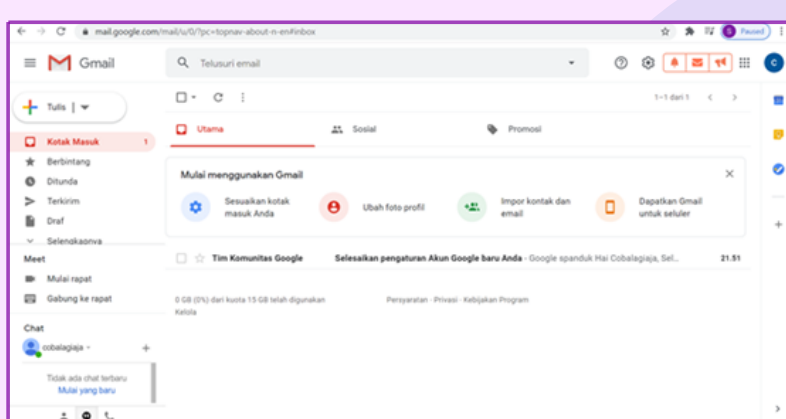 mail.google.com/mail/u/0/?pc=topnav-about-n-en#inbox
S Paused
Gmail
Telusuri email
C
Tulis
1–1 dari 1
Utama
Sosial
Promosi
Kotak Masuk 1
Berbintang
Ditunda
Terkirim
Draf
Selengkapnya
Mulai menggunakan Gmail
Sesuaikan kotak
masuk Anda
Ubah foto profil
Impor kontak dan
email
Dapatkan Gmail
untuk seluler
Tim Komunitas Google Selesaikan pengaturan Akun Google baru Anda - Google spanduk Hai Cobalagiaja, Sel... 21.51
Meet
Mulai rapat
Gabung ke rapat
0 GB (0%) dari kuota 15 GB telah digunakan
Kelola
Persyaratan · Privasi · Kebijakan Program
Chat
cobalagiaja
Tidak ada chat terbaru
Mulai yang baru